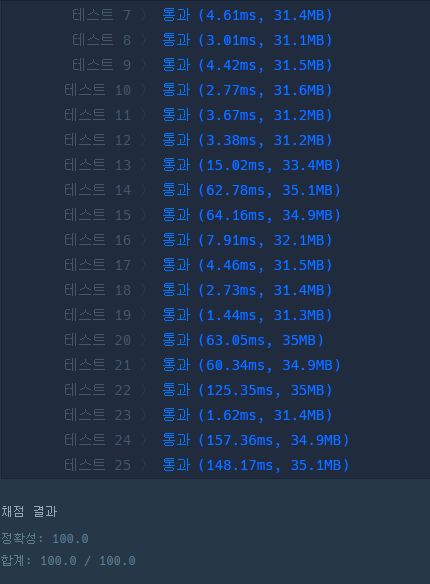 테스트 7 〉 통과 (4.61ms, 31.4MB)
테스트 8 〉 통과 (3.01ms, 31.1MB)
테스트 9 〉 통과 (4.42ms, 31.5MB)
테스트 10 〉 통과 (2.77ms, 31.6MB)
테스트 11 〉 통과 (3.67ms, 31.2MB)
테스트 12 〉 통과 (3.38ms, 31.2MB)
테스트 13 〉 통과 (15.02ms, 33.4MB)
테스트 14 〉 통과 (62.78ms, 35.1MB)
테스트 15 〉 통과 (64.16ms, 34.9MB)
테스트 16 〉 통과 (7.91ms, 32.1MB)
테스트 17 〉 통과 (4.46ms, 31.5MB)
테스트 18 〉 통과 (2.73ms, 31.4MB)
테스트 19 〉 통과 (1.44ms, 31.3MB)
테스트 20 〉 통과 (63.05ms, 35MB)
테스트 21 〉 통과 (60.34ms, 34.9MB)
테스트 22 〉 통과 (125.35ms, 35MB)
테스트 23 〉 통과 (1.62ms, 31.4MB)
테스트 24 〉 통과 (157.36ms, 34.9MB)
테스트 25 〉 통과 (148.17ms, 35.1MB)
채점 결과
정확성: 100.0
합계: 100.0 / 100.0